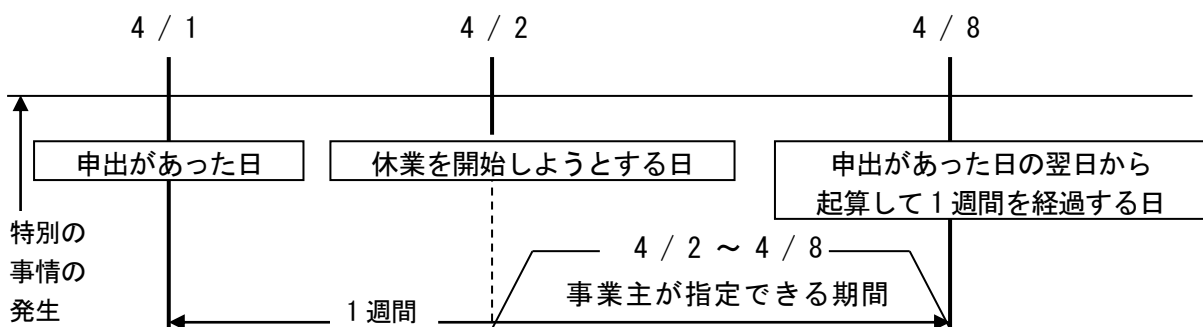 4 / 1
4 / 2
4 / 8
申出があった日
休業を開始しようとする日
申出があった日の翌日から
起算して1週間を経過する日
特別の
事情の
発生
4 / 2 ～ 4 / 8
事業主が指定できる期間
1週間